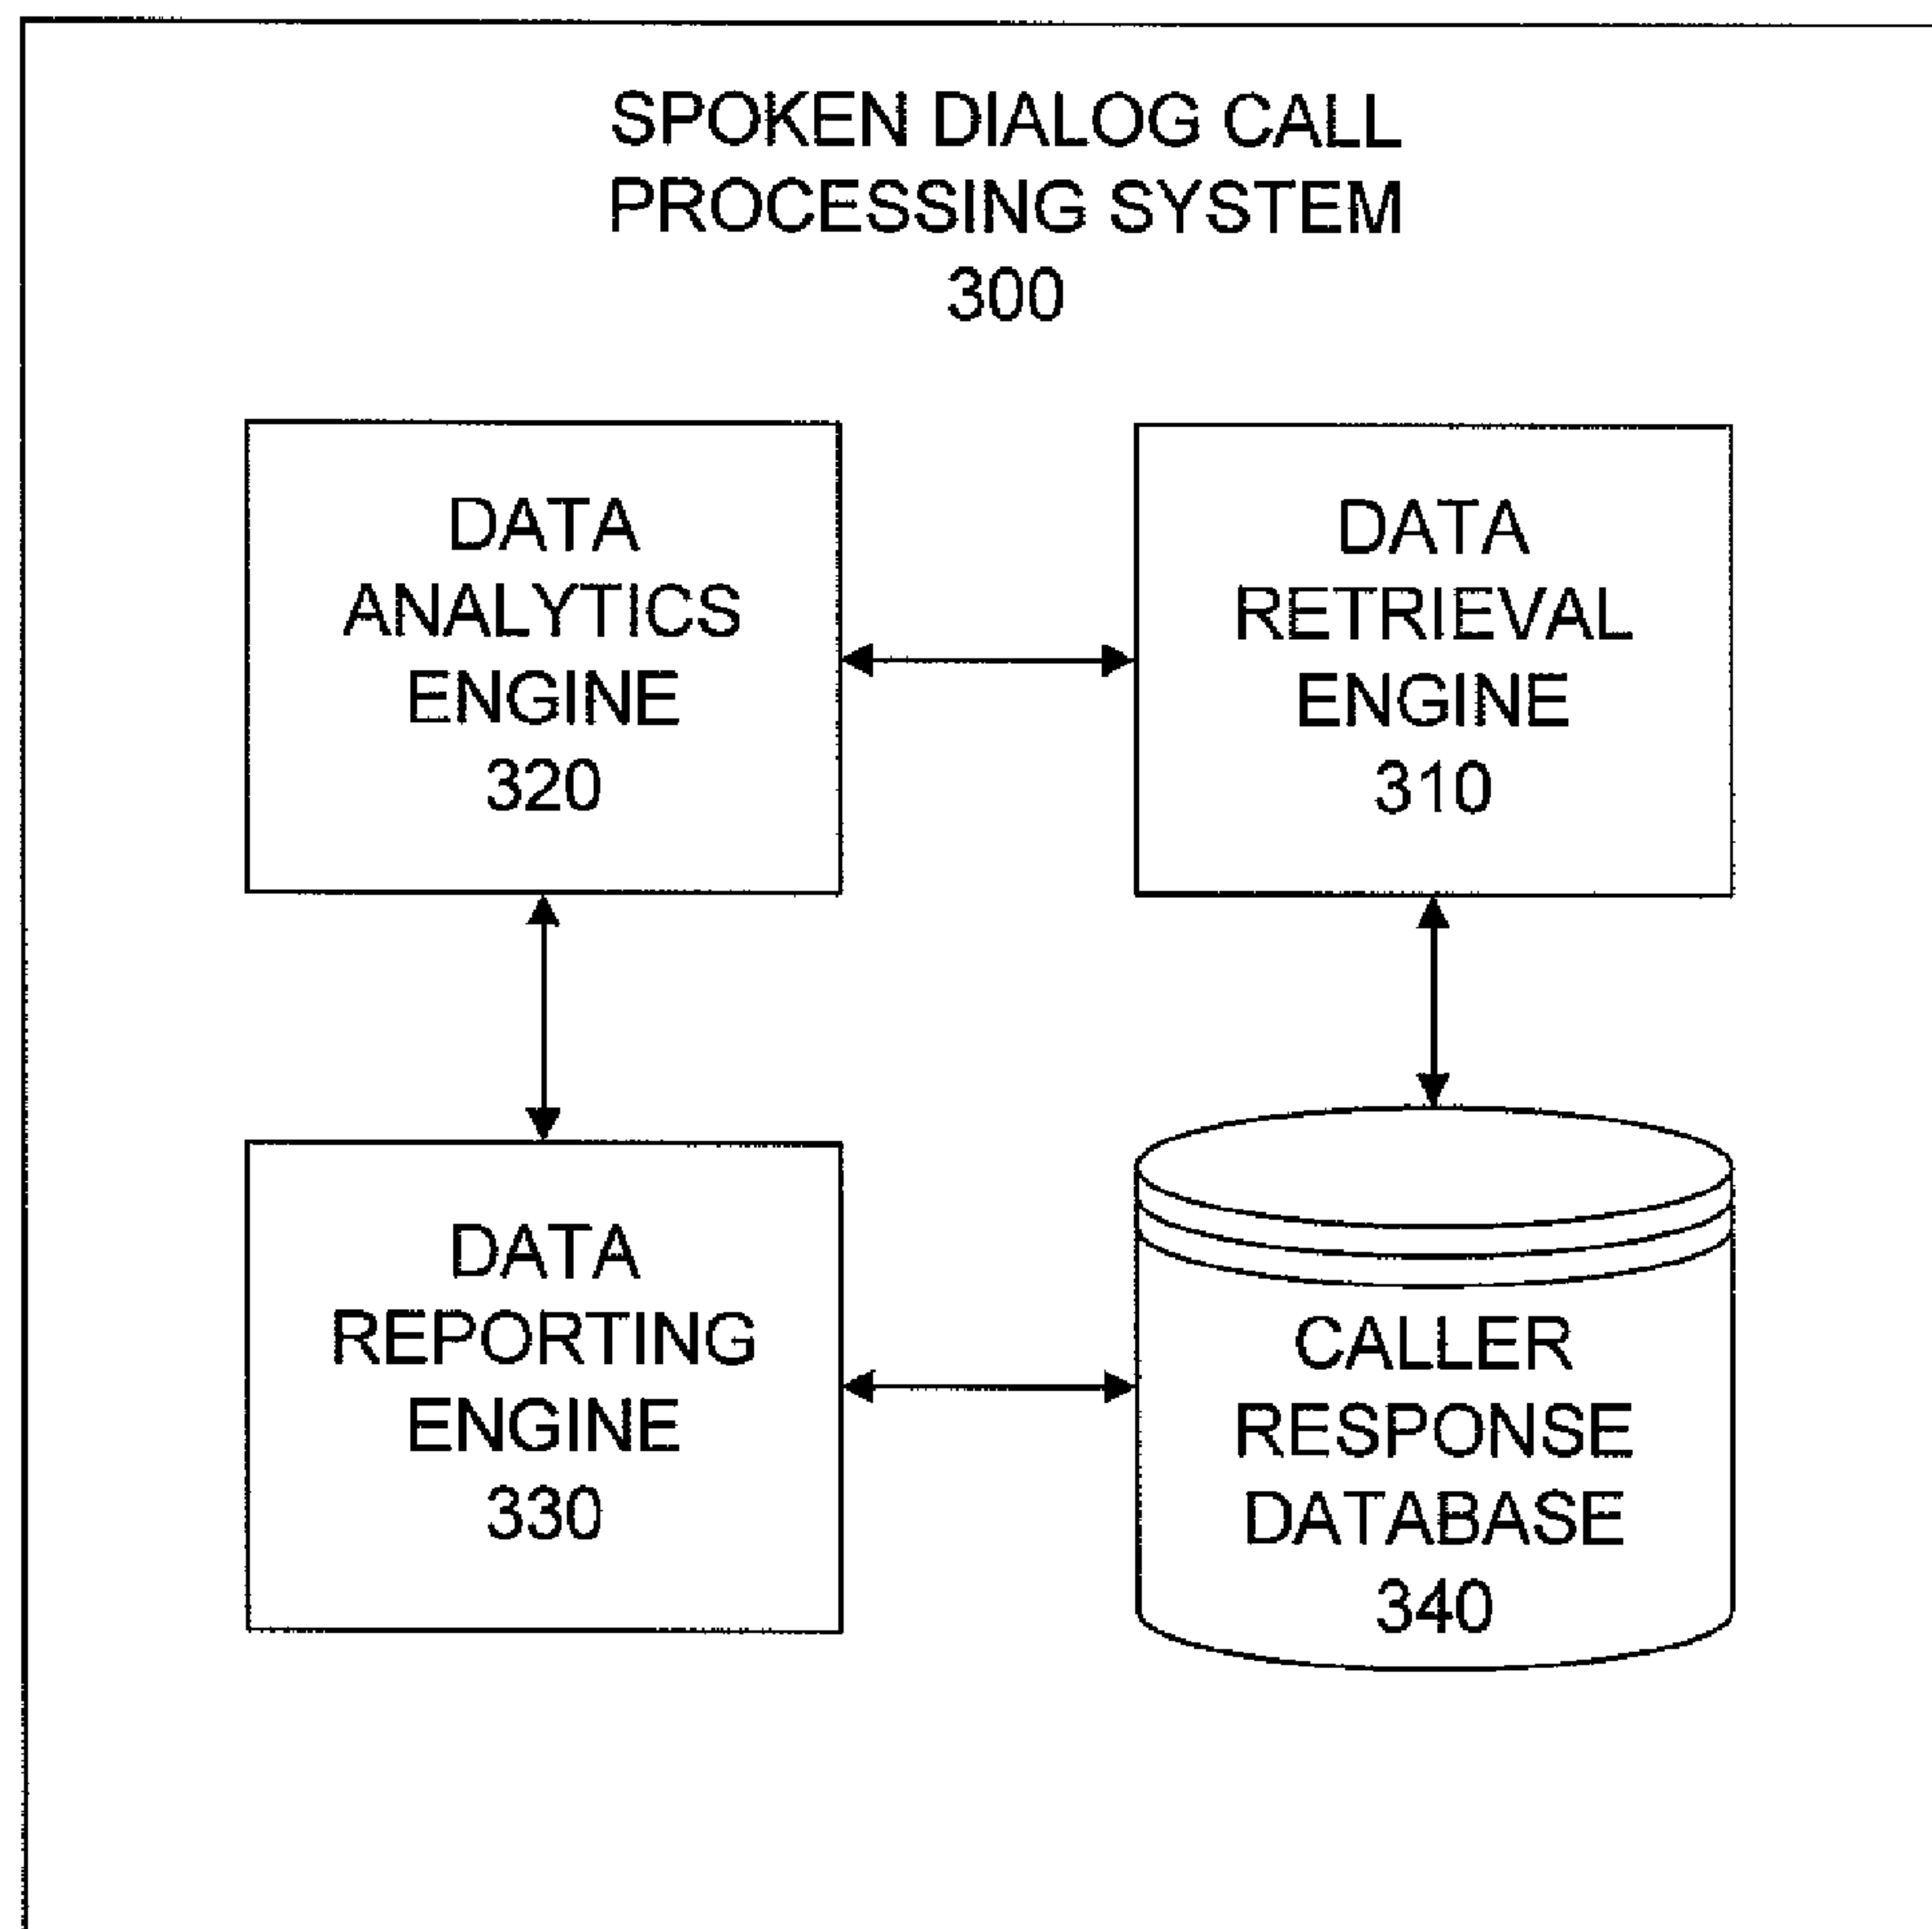 SPOKEN DIALOG CALL
PROCESSING SYSTEM
300
DATA
ANALYTICS
ENGINE
320
DATA
RETRIEVAL
ENGINE
310
DATA
REPORTING
ENGINE
330
CALLER
RESPONSE
DATABASE
340